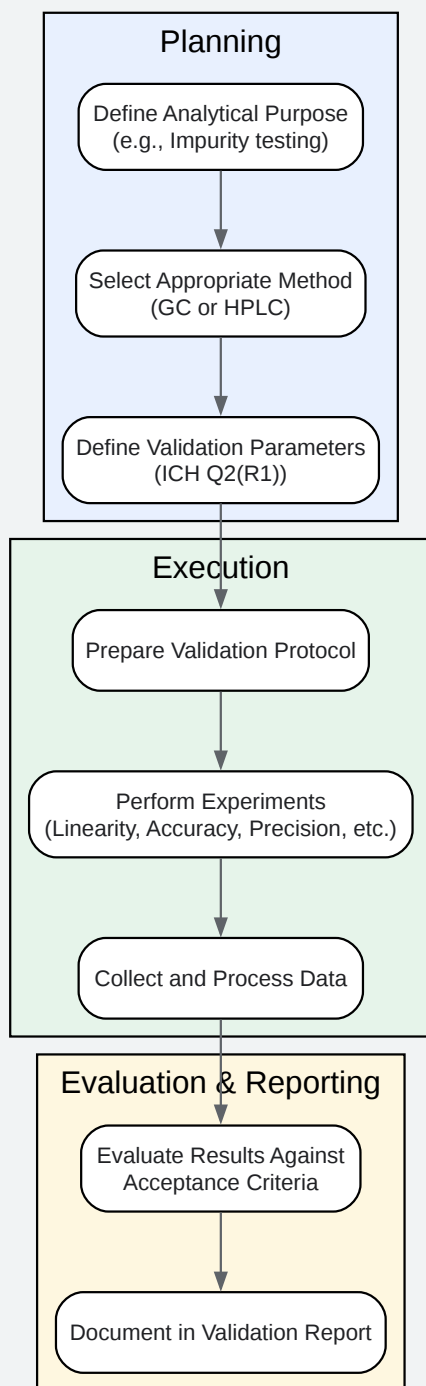 Planning
Define Analytical Purpose
(e.g., Impurity testing)
Select Appropriate Method
(GC or HPLC)
Define Validation Parameters
(ICH Q2(R1))
Execution
Prepare Validation Protocol
Perform Experiments
(Linearity, Accuracy, Precision, etc.)
Collect and Process Data
Evaluation & Reporting
Evaluate Results Against
Acceptance Criteria
Document in Validation Report